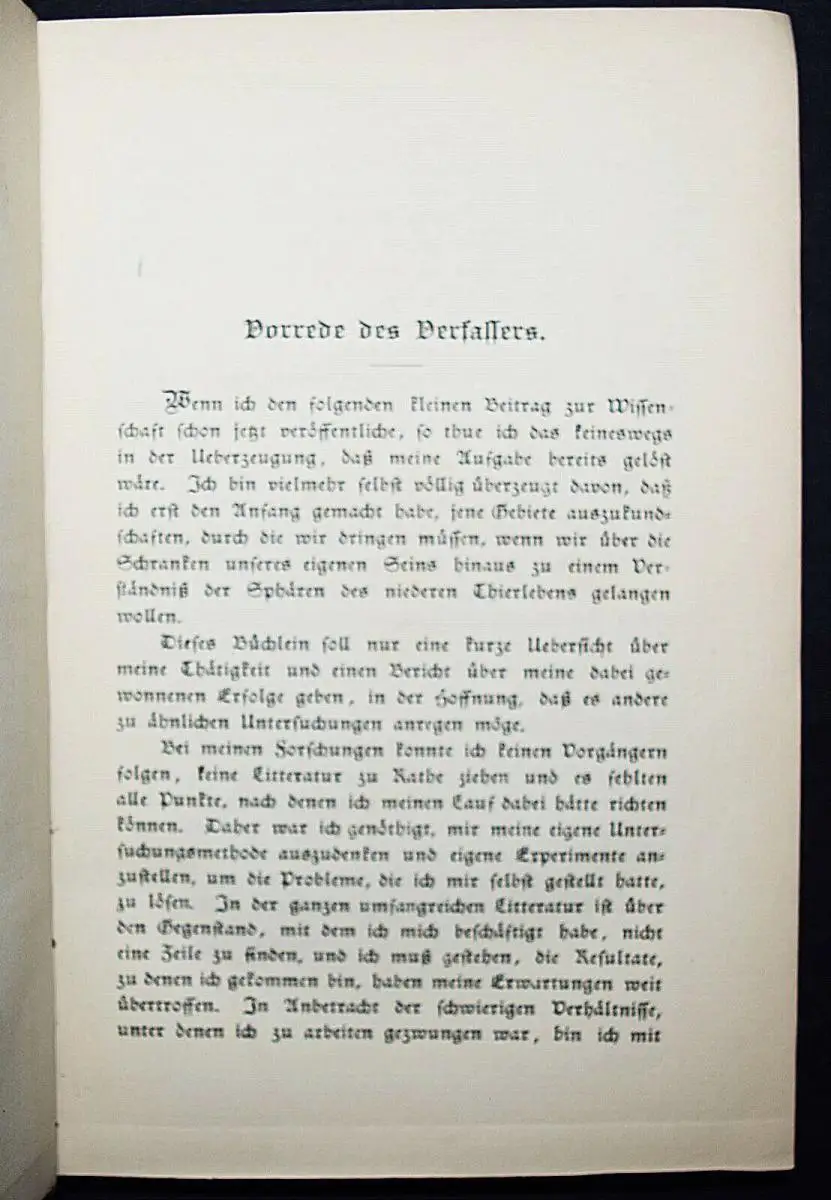 Vorrede des Verfassers.
Wenn ich den folgenden kleinen Beitrag zur Wissen-
schaft schon jetzt veröffentliche, so thue ich das keineswegs
in der Ueberzeugung, daß meine Aufgabe bereits gelöst
wäre. Ich bin vielmehr selbst völlig überzeugt davon, daß
ich erst den Anfang gemacht habe, jene Gebiete auszukund-
schaften, durch die wir dringen müssen, wenn wir über die
Schranken unseres eigenen Seins hinaus zu einem Ver-
ständniß der Sphären des niederen Thierlebens gelangen
wollen.
Dieses Büchlein soll nur eine kurze Uebersicht über
meine Thätigkeit und einen Bericht über meine dabei ge-
wonnenen Erfolge geben, in der Hoffnung, daß es andere
zu ähnlichen Untersuchungen anregen möge.
Bei meinen Forschungen konnte ich keinen Vorgängern
folgen, keine Litteratur zu Rathe ziehen und es fehlten
alle Punkte, nach denen ich meinen Lauf dabei hätte richten
können. Daher war ich genöthigt, mir meine eigene Unter-
suchungsmethode auszudenken und eigene Experimente an-
zustellen, um die Probleme, die ich mir selbst gestellt hatte,
zu lösen. In der ganzen umfangreichen Litteratur ist über
den Gegenstand, mit dem ich mich beschäftigt habe, nicht
eine Zeile zu finden, und ich muß gestehen, die Resultate,
zu denen ich gekommen bin, haben meine Erwartungen weit
übertroffen. In Anbetracht der schwierigen Verhältnisse,
unter denen ich zu arbeiten gezwungen war, bin ich mit